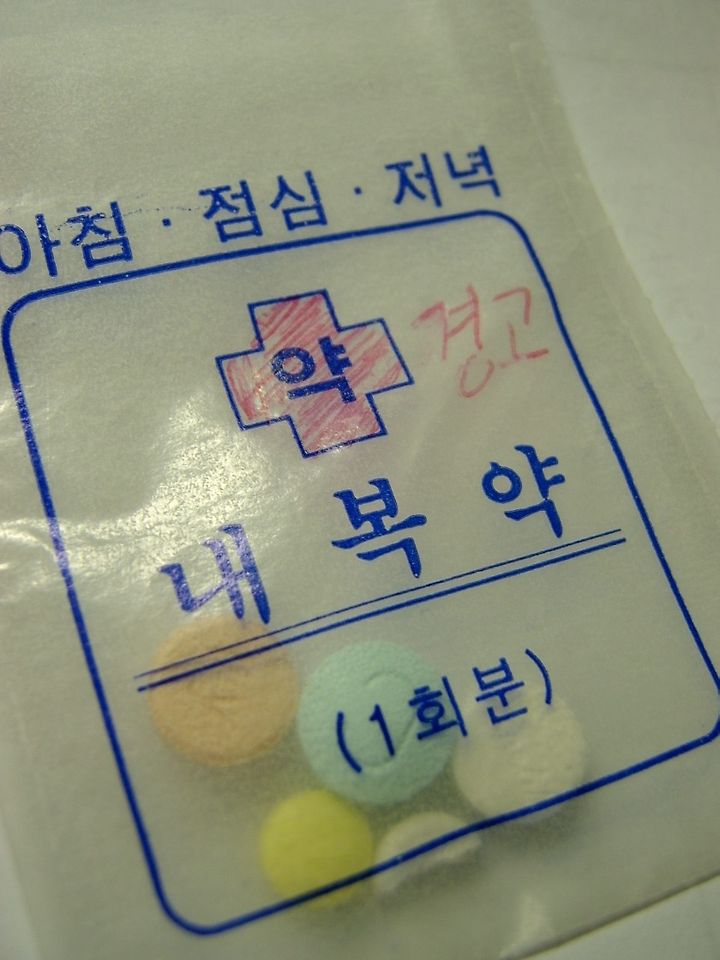 아침 · 점심 · 저녁
약 경고
내 복 약
(1회분)